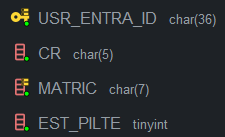 USR_ENTRA_ID char(36)
CR char(5)
MATRIC char(7)
EST_PILTE tinyint